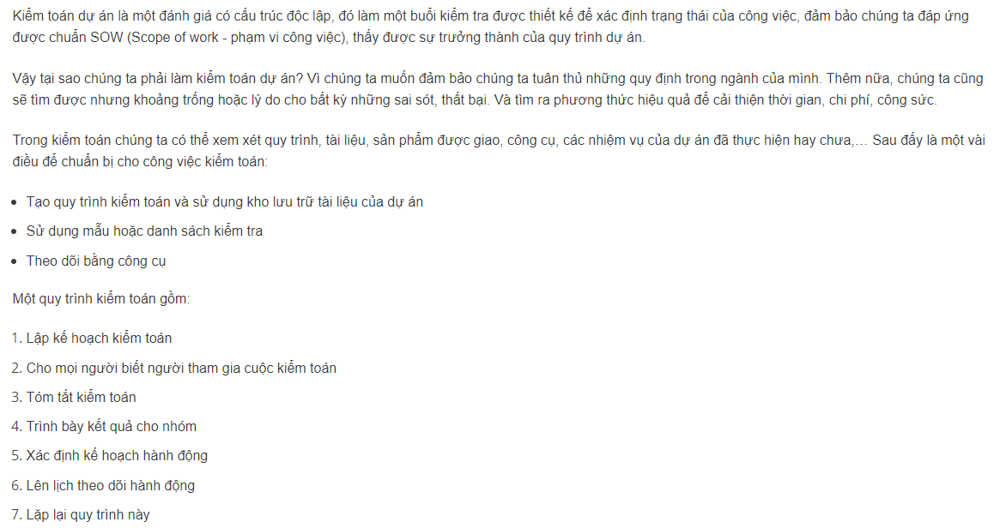 Kiểm toán dự án là một đánh giá có cấu trúc độc lập, đó làm một buổi kiểm tra được thiết kế để xác định trạng thái của công việc, đảm bảo chúng ta đáp ứng
được chuẩn SOW (Scope of work - phạm vi công việc), thấy được sự trưởng thành của quy trình dự án.
Vậy tại sao chúng ta phải làm kiểm toán dự án? Vì chúng ta muốn đảm bảo chúng ta tuân thủ những quy định trong ngành của mình. Thêm nữa, chúng ta cũng
sẽ tìm được nhưng khoảng trống hoặc lý do cho bất kỳ những sai sót, thất bại. Và tìm ra phương thức hiệu quả để cải thiện thời gian, chi phí, công sức.
Trong kiểm toán chúng ta có thể xem xét quy trình, tài liệu, sản phẩm được giao, công cụ, các nhiệm vụ của dự án đã thực hiện hay chưa,… Sau đấy là một vài
điều để chuẩn bị cho công việc kiểm toán:
• Tạo quy trình kiểm toán và sử dụng kho lưu trữ tài liệu của dự án
• Sử dụng mẫu hoặc danh sách kiểm tra
• Theo dõi bằng công cụ
Một quy trình kiểm toán gồm:
1. Lập kế hoạch kiểm toán
2. Cho mọi người biết người tham gia cuộc kiểm toán
3. Tóm tắt kiểm toán
4. Trình bày kết quả cho nhóm
5. Xác định kế hoạch hành động
6. Lên lịch theo dõi hành động
7. Lặp lại quy trình này